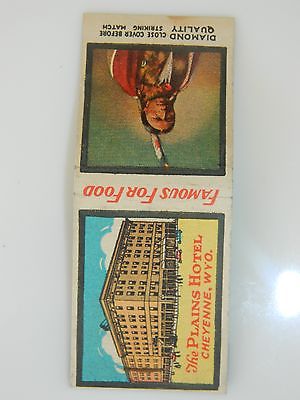 DIAMOND
QUALITY
CLOSE COVER BEFORE
STRIKING MATCH
FAMOUS FOR FOOD
The PLAINS HOTEL
CHEYENNE, WYO.